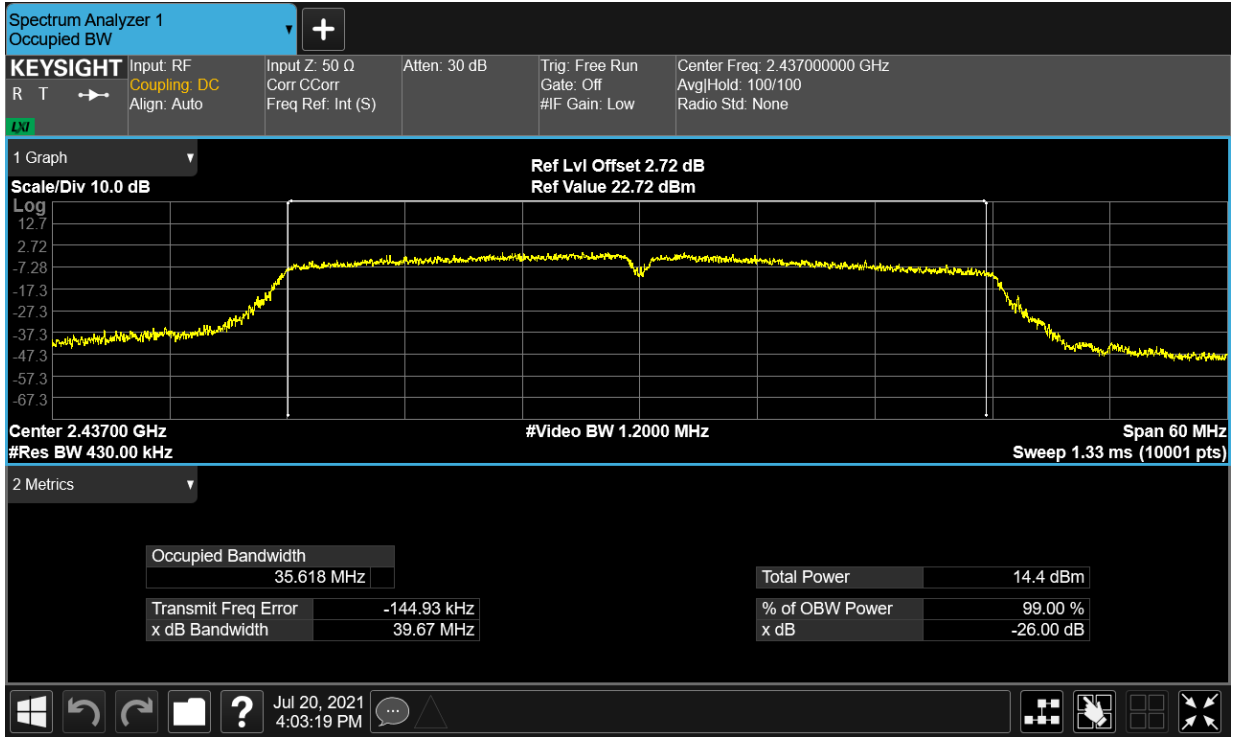 Spectrum Analyzer 1
Occupied BW
KEYSIGHT
R T
LXI
Input: RF
Coupling: DC
Align: Auto
Input Z: 50 Ω
Corr CCorr
Freq Ref: Int (S)
Atten: 30 dB
Trig: Free Run
Gate: Off
#IF Gain: Low
Center Freq: 2.437000000 GHz
Avg|Hold: 100/100
Radio Std: None
1 Graph
Scale/Div 10.0 dB
Ref Lvl Offset 2.72 dB
Ref Value 22.72 dBm
Log
12.7
2.72
-7.28
-17.3
-27.3
-37.3
-47.3
-57.3
-67.3
Center 2.43700 GHz
#Video BW 1.2000 MHz
Span 60 MHz
#Res BW 430.00 kHz
Sweep 1.33 ms (10001 pts)
2 Metrics
Occupied Bandwidth
35.618 MHz
Total Power 14.4 dBm
Transmit Freq Error -144.93 kHz
% of OBW Power 99.00 %
x dB Bandwidth 39.67 MHz
x dB -26.00 dB
?
Jul 20, 2021
4:03:19 PM